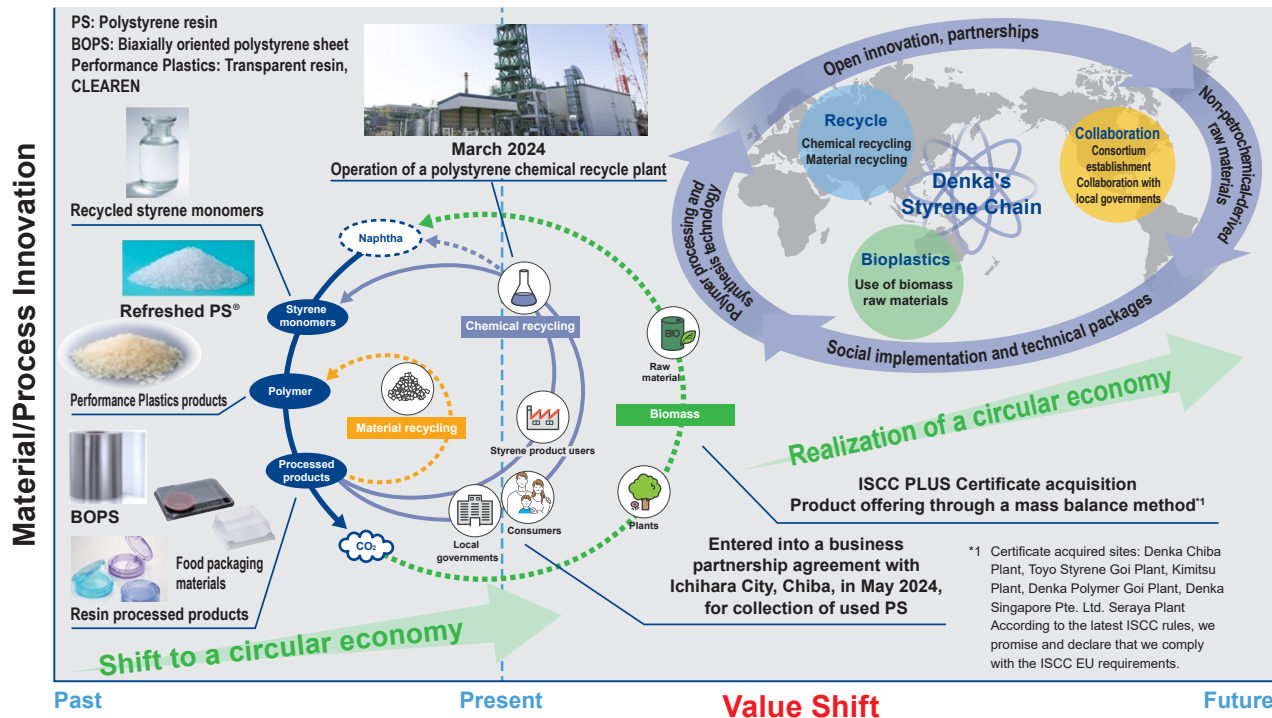 PS: Polystyrene resin
BOPS: Biaxially oriented polystyrene sheet
Performance Plastics: Transparent resin,
CLEAREN
Material/Process Innovation
March 2024
Operation of a polystyrene chemical recycle plant
Recycled styrene monomers
Refreshed PS®
Performance Plastics products
BOPS
Food packaging
materials
Resin processed products
Naphtha
Styrene
monomers
Polymer
Processed
products
CO₂
Chemical recycling
Material recycling
Styrene product users
Local
governments
Consumers
BIO
Raw
material
Biomass
Plants
Open innovation, partnerships
Non-petrochemical-derived
raw materials
Social implementation and technical packages
Polymer processing and
synthesis technology
Recycle
Chemical recycling
Material recycling
Collaboration
Consortium
establishment
Collaboration with
local governments
Denka's
Styrene Chain
Bioplastics
Use of biomass
raw materials
Realization of a circular economy
ISCC PLUS Certificate acquisition
Product offering through a mass balance method*1
Entered into a business
partnership agreement with
Ichihara City, Chiba, in May 2024,
for collection of used PS
*1 Certificate acquired sites: Denka Chiba
Plant, Toyo Styrene Goi Plant, Kimitsu
Plant, Denka Polymer Goi Plant, Denka
Singapore Pte. Ltd. Seraya Plant
According to the latest ISCC rules, we
promise and declare that we comply
with the ISCC EU requirements.
Shift to a circular economy
Past
Present
Value Shift
Future